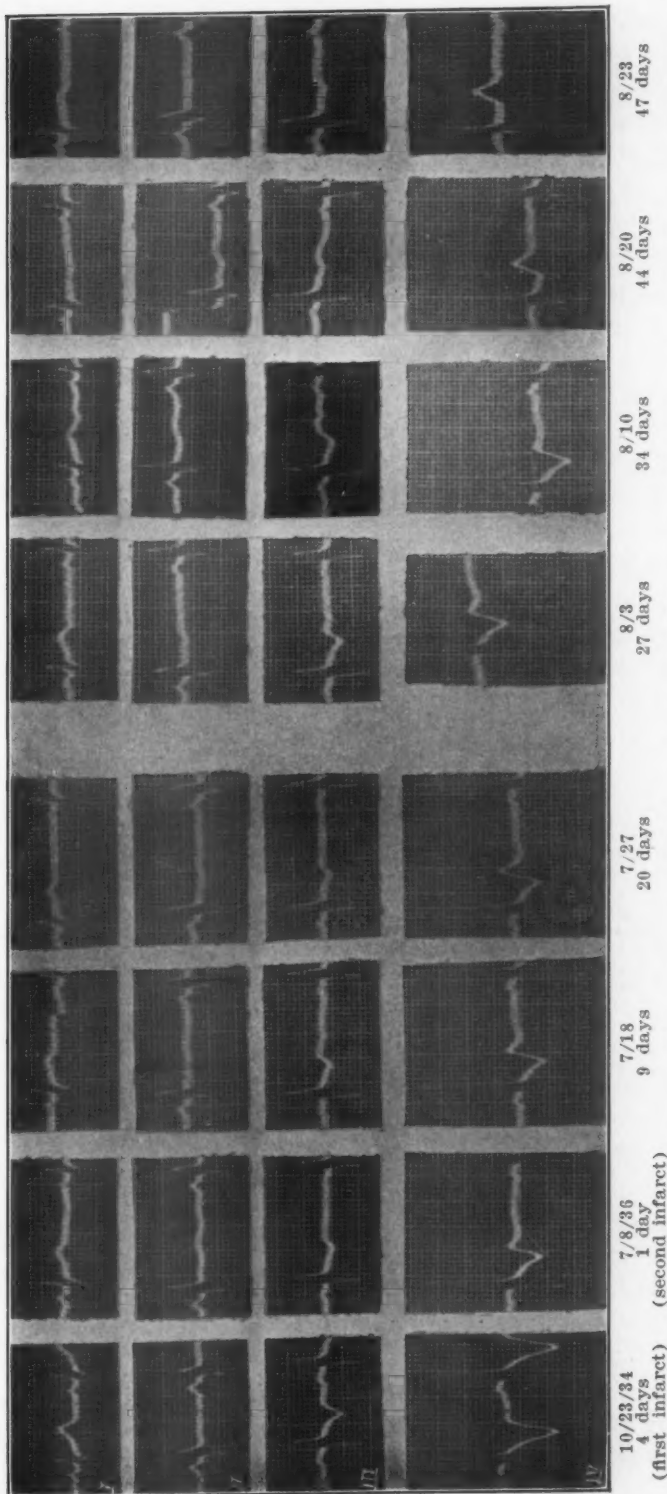 I
II
III
IV
10/23/34
4 days
(first infarct)
7/8/36
1 day
(second infarct)
7/18
9 days
7/27
20 days
8/3
27 days
8/10
34 days
8/20
44 days
8/23
47 days